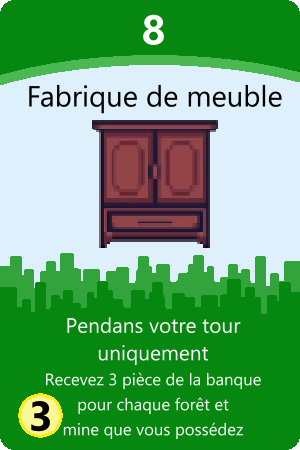 8
Fabrique de meuble
Pendans votre tour
uniquement
Recevez 3 pièce de la banque
pour chaque forêt et
mine que vous possédez
3